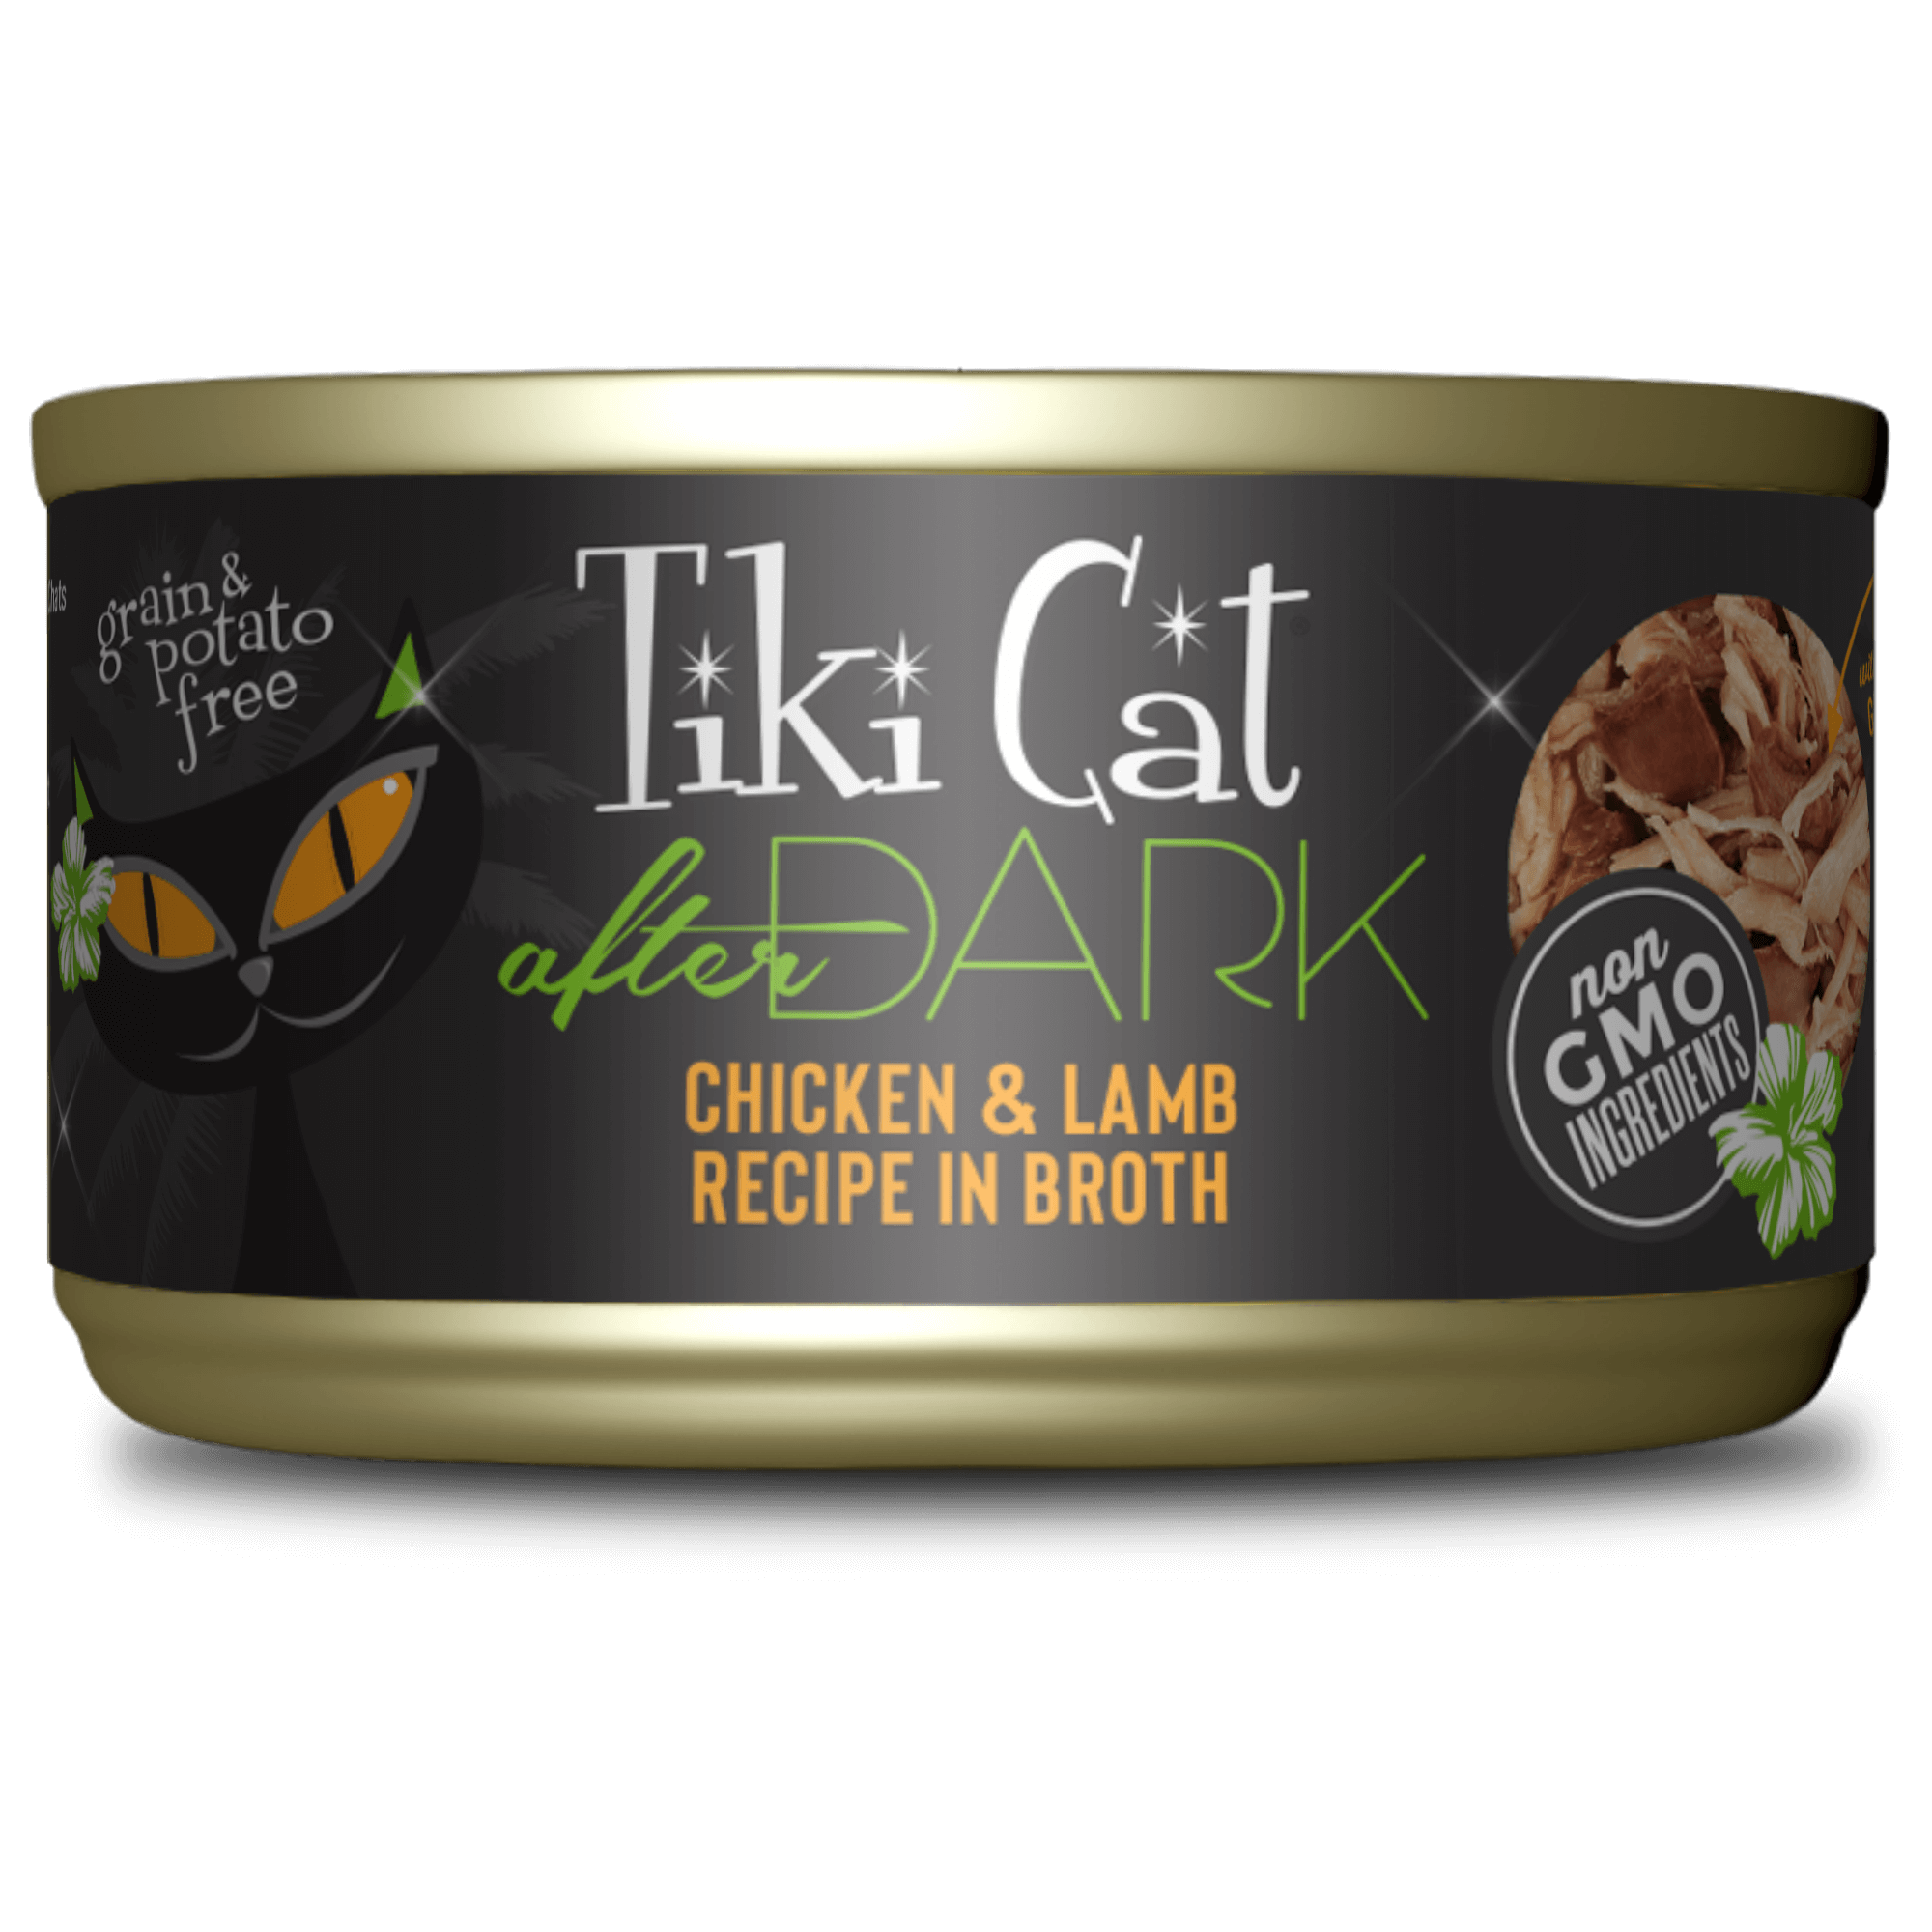 grain &
potato
free
Tiki Cat
after DARK
CHICKEN & LAMB
RECIPE IN BROTH
non
GMO
INGREDIENTS